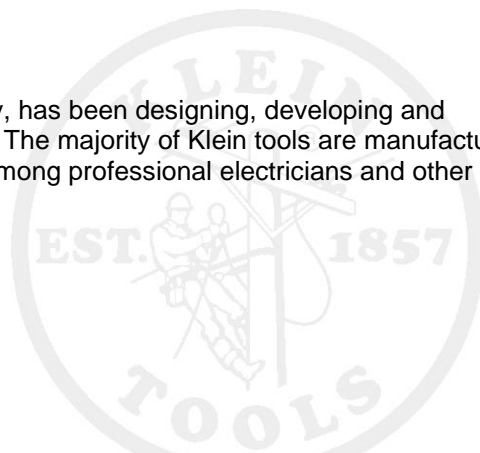 KLEIN
, has been designing, developing and
The majority of Klein tools are manufactu
mong professional electricians and other
EST. 1857
TOOLS